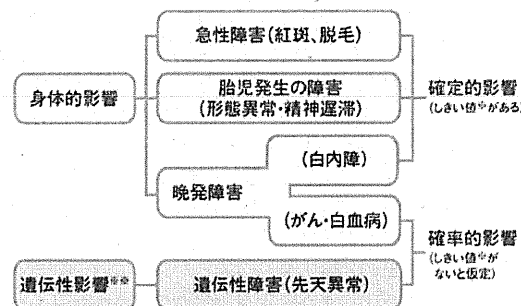 急性障害(紅斑、脱毛)
身体的影響
胎児発生の障害
(形態異常・精神遅滞)
確定的影響
(しきい値※がある)
(白内障)
晩発障害
(がん・白血病)
確率的影響
(しきい値※が
ないと仮定)
遺伝性影響※※
遺伝性障害(先天異常)